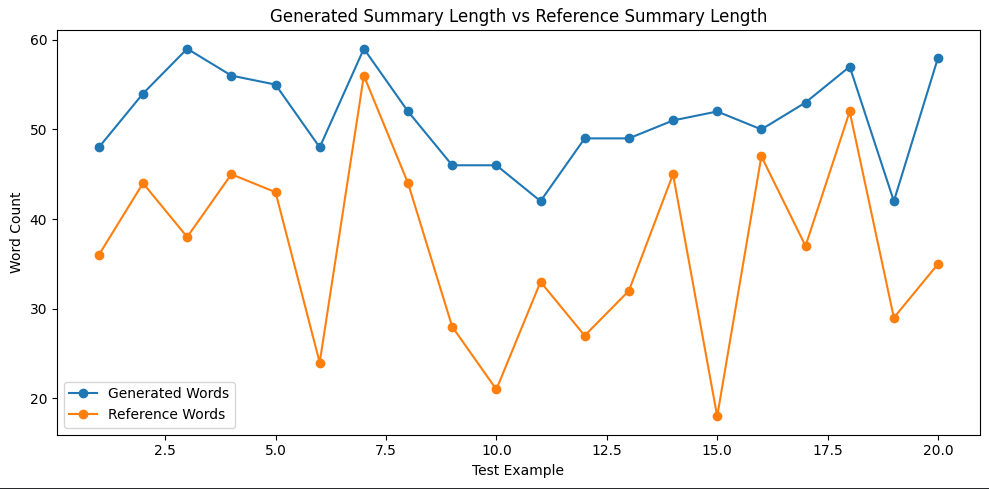 Generated Summary Length vs Reference Summary Length
60
50
40
30
20
Word Count
Generated Words
Reference Words
2.5 5.0 7.5 10.0 12.5 15.0 17.5 20.0
Test Example